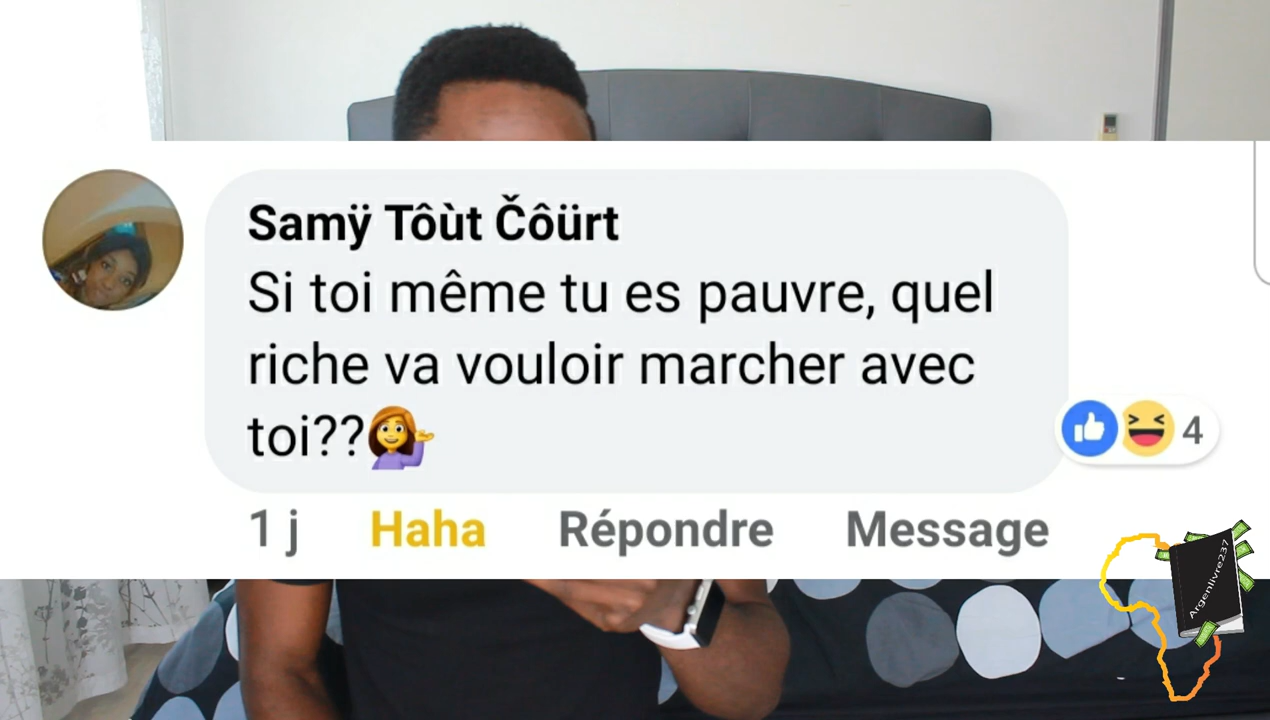 Samÿ Tôùt Čôürt
Si toi même tu es pauvre, quel
riche va vouloir marcher avec
toi??💁
4
1 j Haha Répondre Message
Argenlivre237